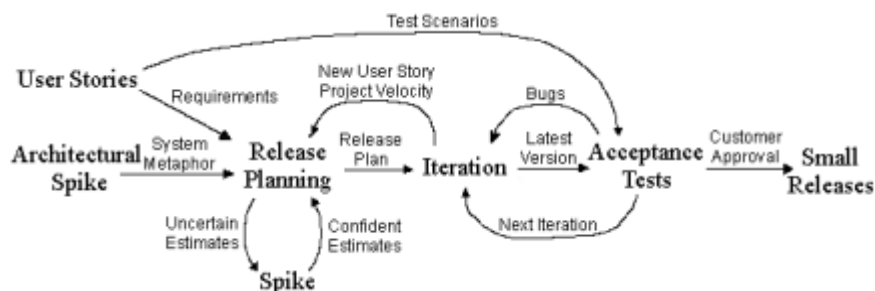 Test Scenarios
User Stories
New User Story
Project Velocity
Bugs
Requirements
Architectural
Spike
System
Metaphor
Release
Planning
Release
Plan
Iteration
Latest
Version
Acceptance
Tests
Customer
Approval
Small
Releases
Uncertain
Estimates
Confident
Estimates
Next Iteration
Spike